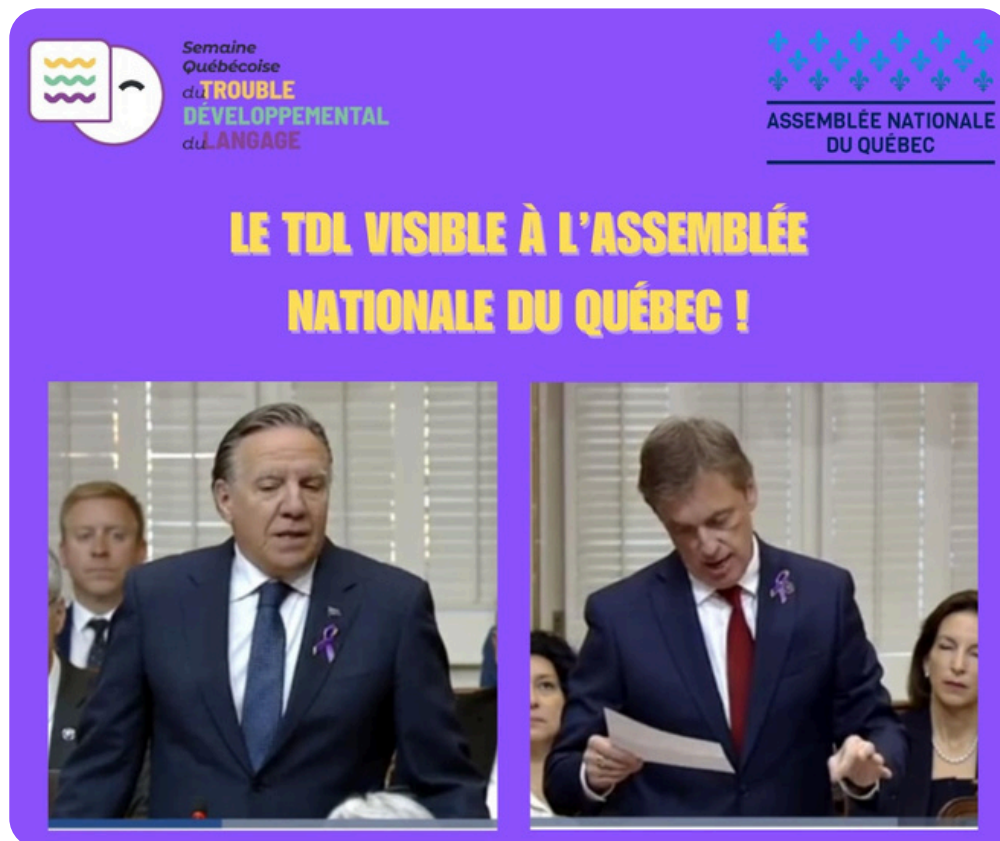 Semaine
Québécoise
du TROUBLE
DÉVELOPPEMENTAL
du LANGAGE
ASSEMBLÉE NATIONALE
DU QUÉBEC
LE TDL VISIBLE À L'ASSEMBLÉE
NATIONALE DU QUÉBEC !